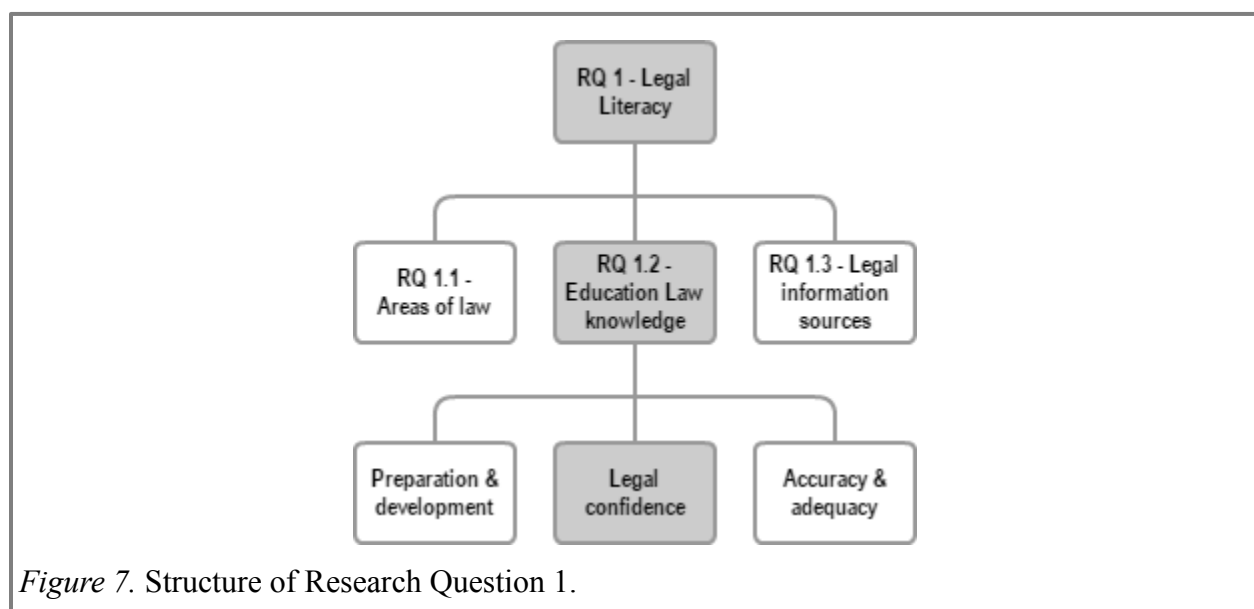 RQ 1 - Legal
Literacy
RQ 1.1 -
Areas of law
RQ 1.2 -
Education Law
knowledge
RQ 1.3 - Legal
information
sources
Preparation &
development
Legal
confidence
Accuracy &
adequacy
Figure 7. Structure of Research Question 1.